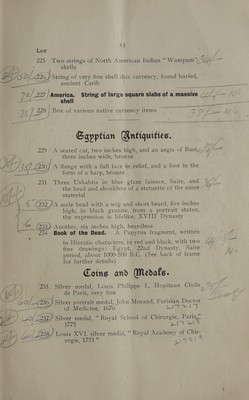 15
Lot
225 Two strings of North American Indian "Wampum"
shells
226 String of very fine shell disc currency, found buried,
ancient Carib
227 America. String of large square slabs of a massive
shell
228 Box of various native currency items
Egyptian Antiquities.
229 A seated cat, two inches high, and an aegis of Bast,
three inches wide, bronze
230 A flange with a full face in relief, and a foot in the
form of a harp, bronze
231 Three Ushabtis in blue glaze faience, Saite, and
the head and shoulders of a statuette of the same
material
232 A male head with a wig and short beard, five inches
high, in black granite, from a portrait statue,
the expression is lifelike, XVIII Dynasty
233 Another, six inches high, beardless
234 Book of the Dead. A Papyrus fragment, written
in Hieratic characters, in red and black, with two
fine drawings: Egypt, 22nd Dynasty, Saite
period, about 1000-800 B.C. (See back of frame
for further details)
Coins and Medals.
235 Silver medal, Louis Philippe I., Hopitaux Civils
de Paris, very fine
236 Silver portrait medal, John Morand, Parisian Doctor
of Medicine, 1676
237 Silver medal, "Royal School of Chirurgie, Paris,"
1775
238 Louis XVI. silver medal, "Royal Academy of Chir-
urgie, 1751"